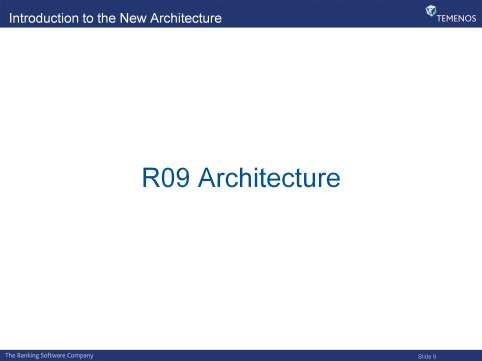 Introduction to the New Architecture
TEMENOS
R09 Architecture
The Banking Software Company
Slide 9